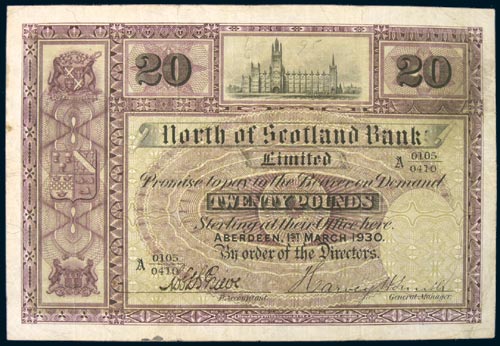 20
20
North of Scotland Bank
Limited
A 0105/0410
Promise to pay to the Bearer on Demand
TWENTY POUNDS
Sterling at their Office here.
ABERDEEN, 1ST MARCH 1930.
By order of the Directors.
A 0105/0410
Accountant
General Manager